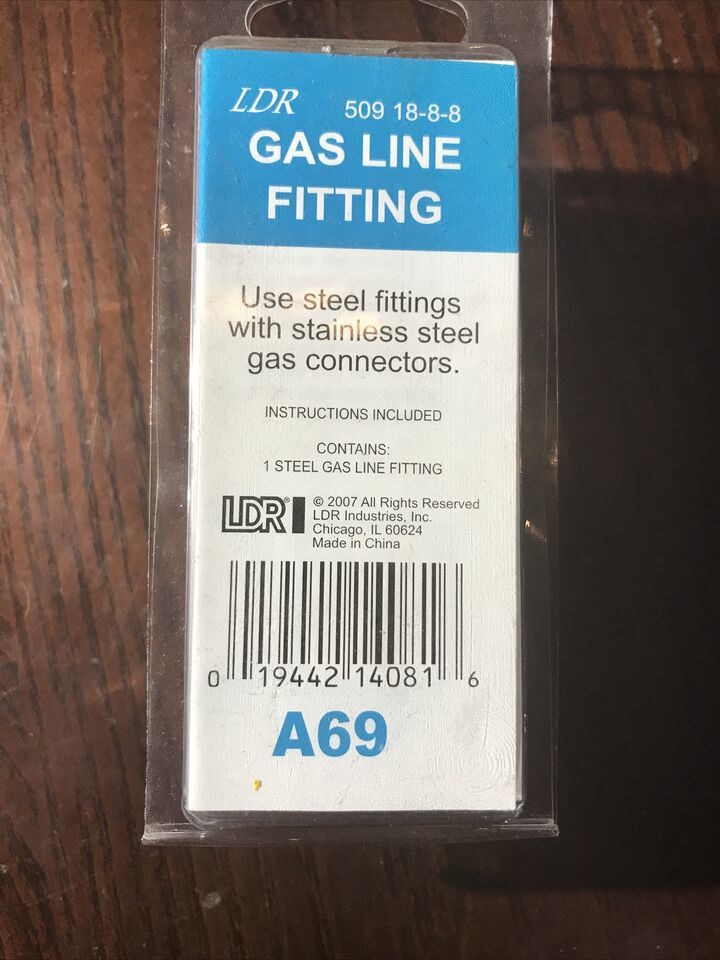 LDR 509 18-8-8
GAS LINE
FITTING
Use steel fittings
with stainless steel
gas connectors.
INSTRUCTIONS INCLUDED
CONTAINS:
1 STEEL GAS LINE FITTING
LDR® © 2007 All Rights Reserved
LDR Industries, Inc.
Chicago, IL 60624
Made in China
0 19442 14081 6
A69